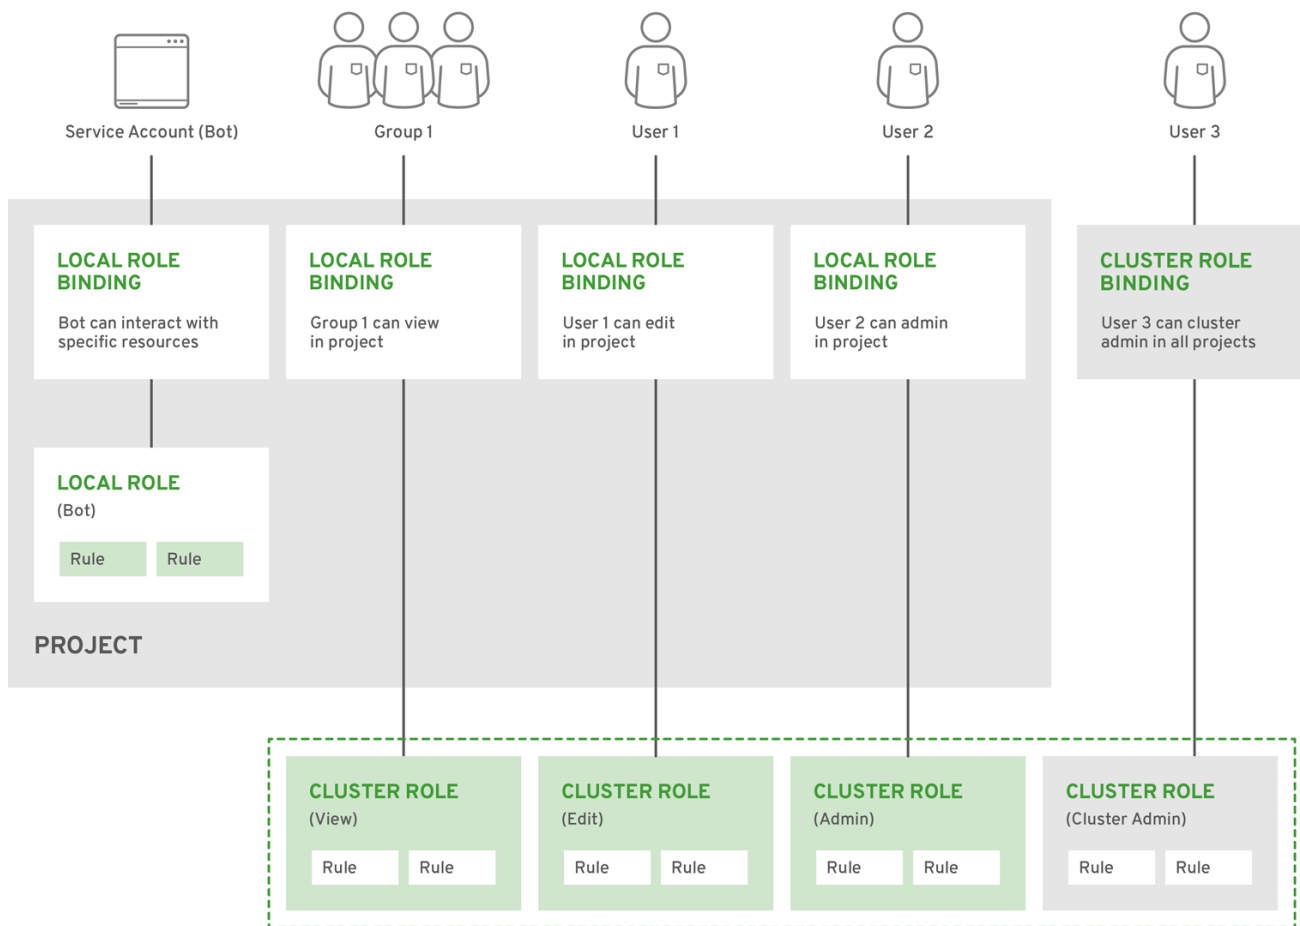 Service Account (Bot)
Group 1
User 1
User 2
User 3
LOCAL ROLE
BINDING
Bot can interact with
specific resources
LOCAL ROLE
BINDING
Group 1 can view
in project
LOCAL ROLE
BINDING
User 1 can edit
in project
LOCAL ROLE
BINDING
User 2 can admin
in project
CLUSTER ROLE
BINDING
User 3 can cluster
admin in all projects
LOCAL ROLE
(Bot)
Rule
Rule
PROJECT
CLUSTER ROLE
(View)
Rule
Rule
CLUSTER ROLE
(Edit)
Rule
Rule
CLUSTER ROLE
(Admin)
Rule
Rule
CLUSTER ROLE
(Cluster Admin)
Rule
Rule